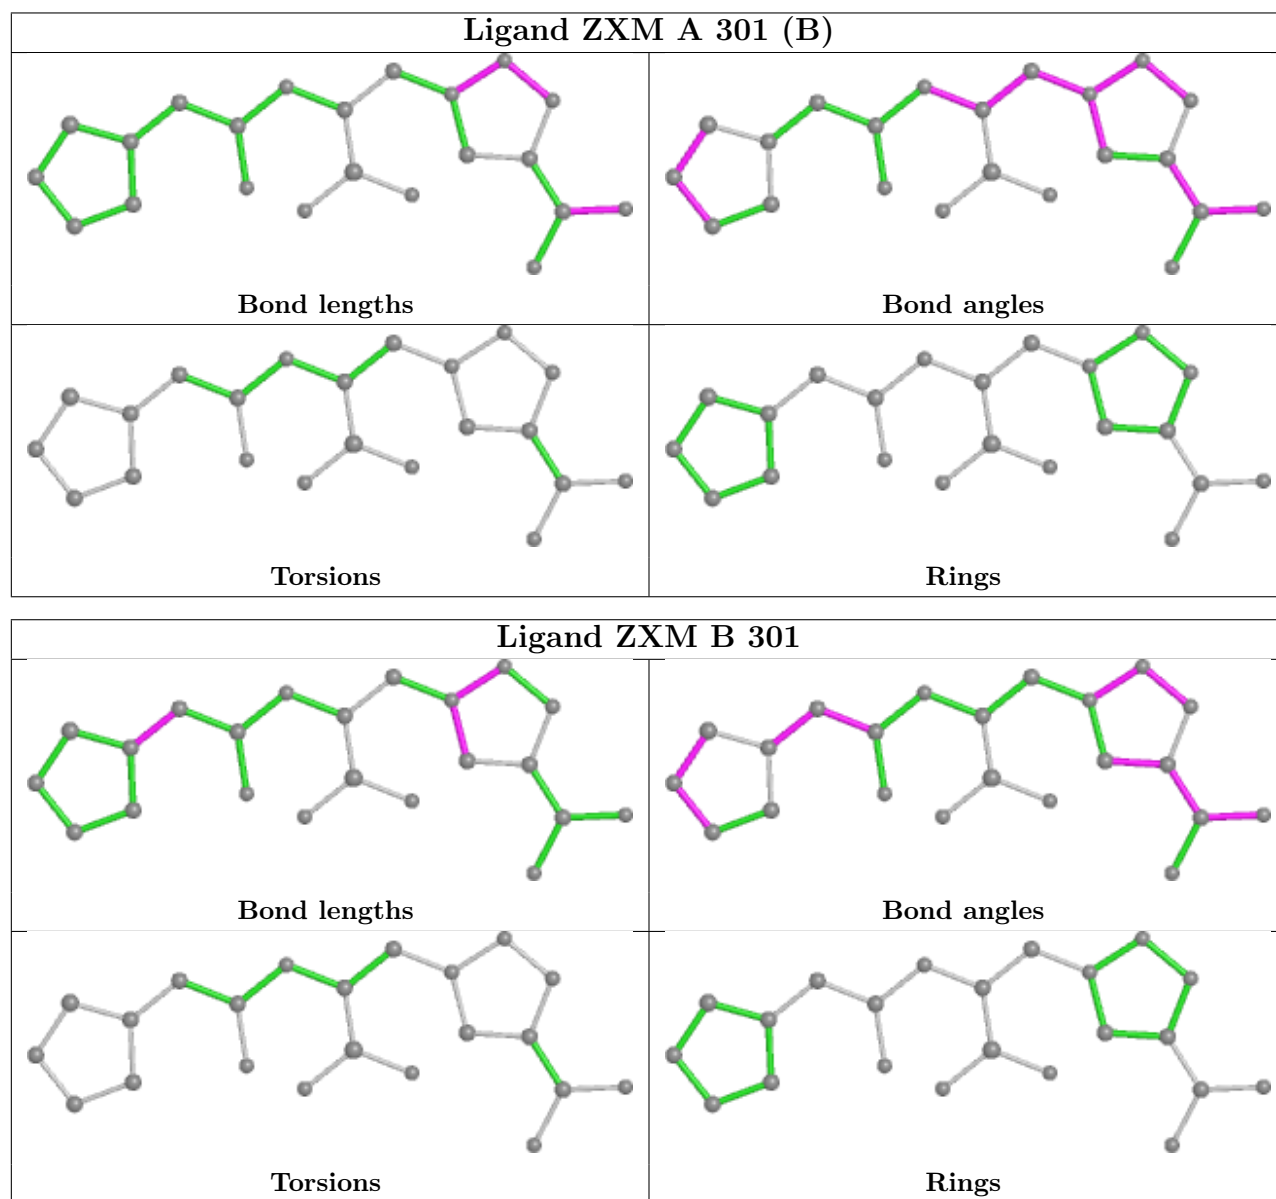 Ligand ZXM A 301 (B)
Bond lengths
Bond angles
Torsions
Rings
Ligand ZXM B 301
Bond lengths
Bond angles
Torsions
Rings